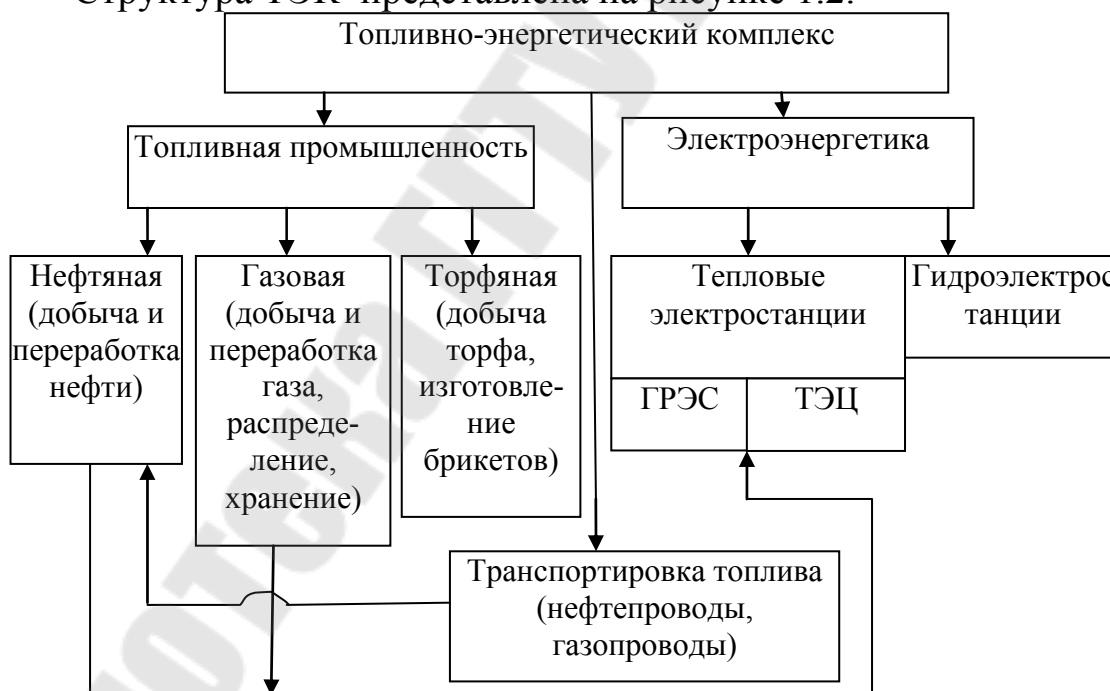 Структура ТЭК представлена на рисунке 1.2.
Топливно-энергетический комплекс
Топливная промышленность
Электроэнергетика
Нефтяная
(добыча и
переработка
нефти)
Газовая
(добыча и
переработка
газа,
распреде-
ление,
хранение)
Торфяная
(добыча
торфа,
изготовле-
ние
брикетов)
Тепловые
электростанции
Гидроэлектрос
танции
ГРЭС
ТЭЦ
Транспортировка топлива
(нефтепроводы,
газопроводы)